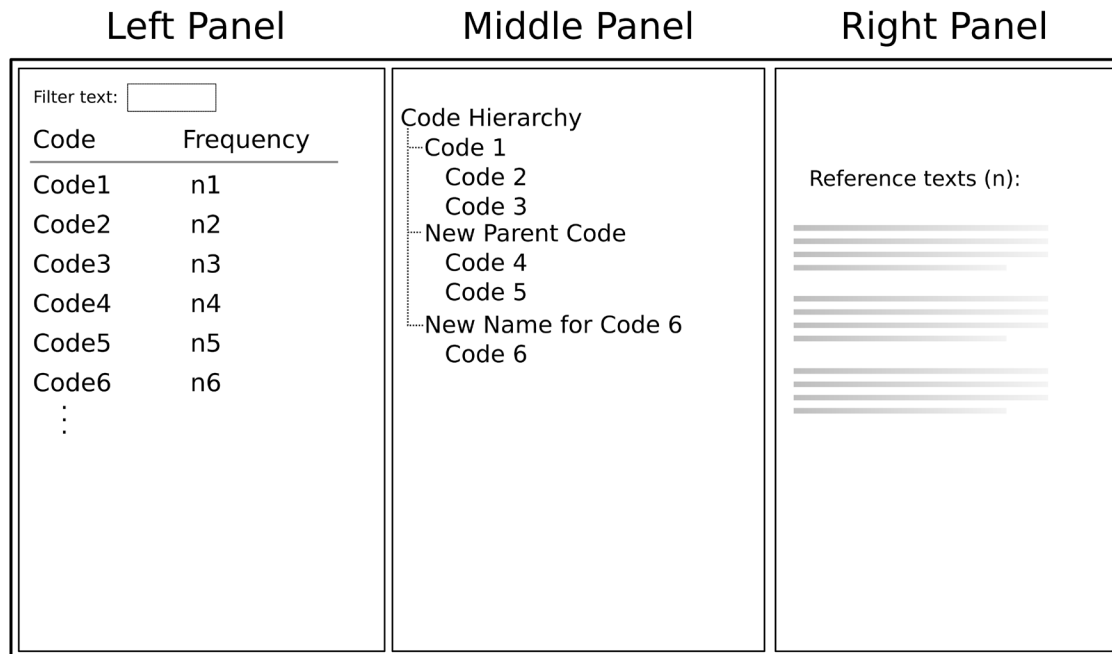 Left Panel
Middle Panel
Right Panel
Filter text:
Code Frequency
Code1 n1
Code2 n2
Code3 n3
Code4 n4
Code5 n5
Code6 n6
Code Hierarchy
Code 1
Code 2
Code 3
New Parent Code
Code 4
Code 5
New Name for Code 6
Code 6
Reference texts (n):